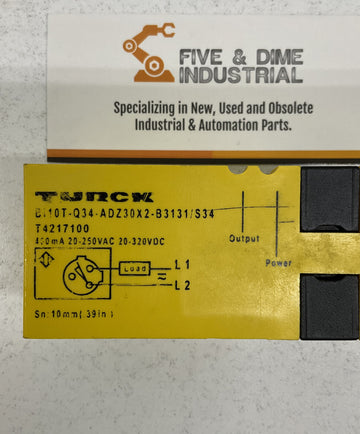 FIVE & DIME
INDUSTRIAL
Specializing in New, Used and Obsolete
Industrial & Automation Parts.
TURCK
Bi10T-Q34-ADZ30X2-B3131/S34
T4217100
400mA 20-250VAC 20-320VDC
Output
Power
Load
L1
L2
Sn:10mm(.39in)